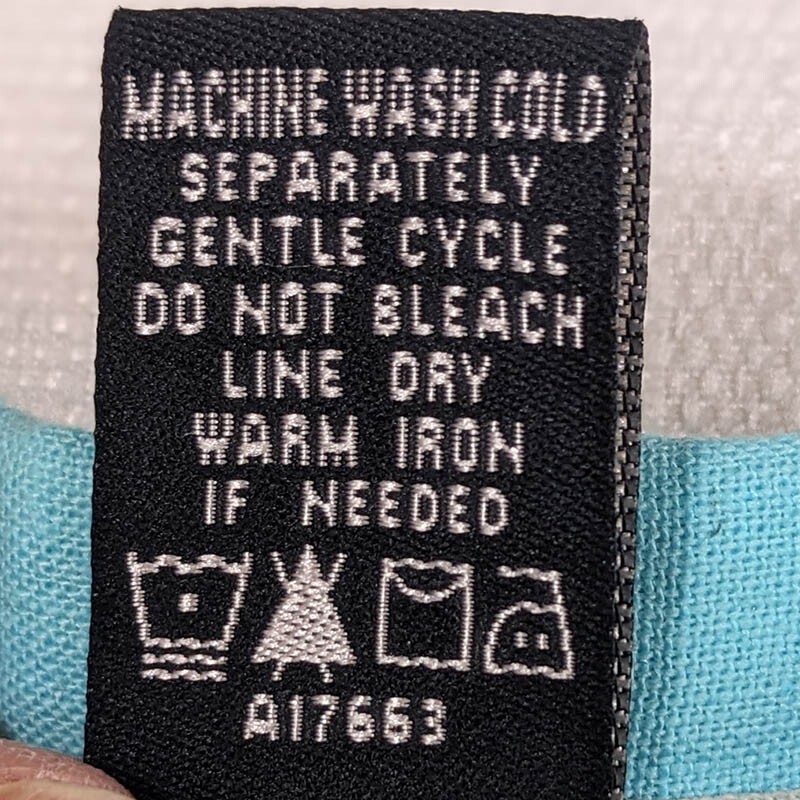 MACHINE WASH COLD
SEPARATELY
GENTLE CYCLE
DO NOT BLEACH
LINE DRY
WARM IRON
IF NEEDED
A17663